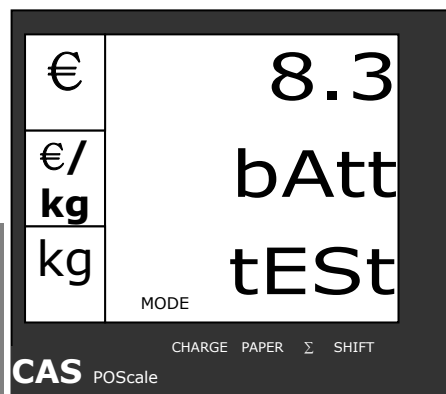 € 8.3
€/ bAtt
kg
kg tESt
MODE
CHARGE PAPER Σ SHIFT
CAS POScale